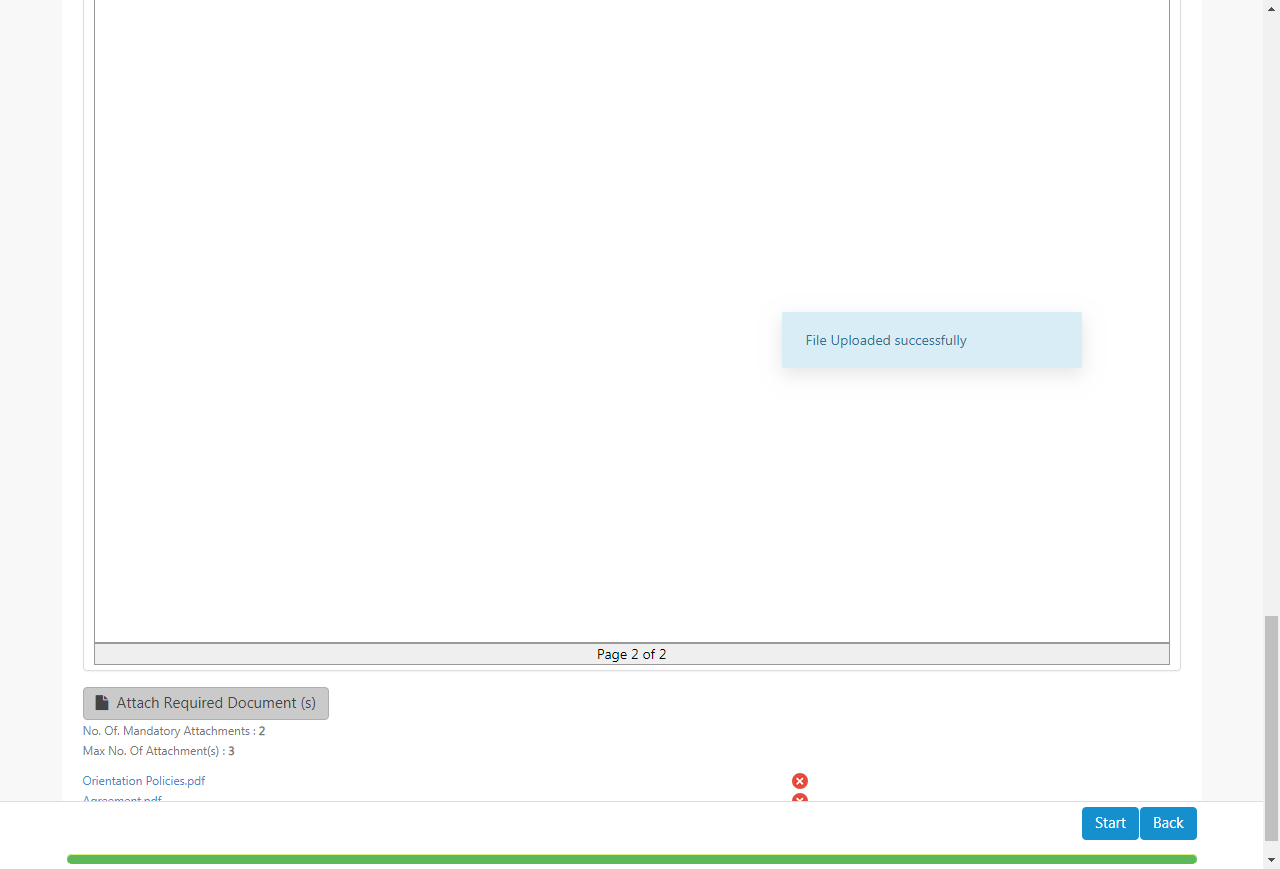 File Uploaded successfully
Page 2 of 2
Attach Required Document (s)
No. Of. Mandatory Attachments : 2
Max No. Of Attachment(s) : 3
Orientation Policies.pdf
Agreement.pdf
Start Back